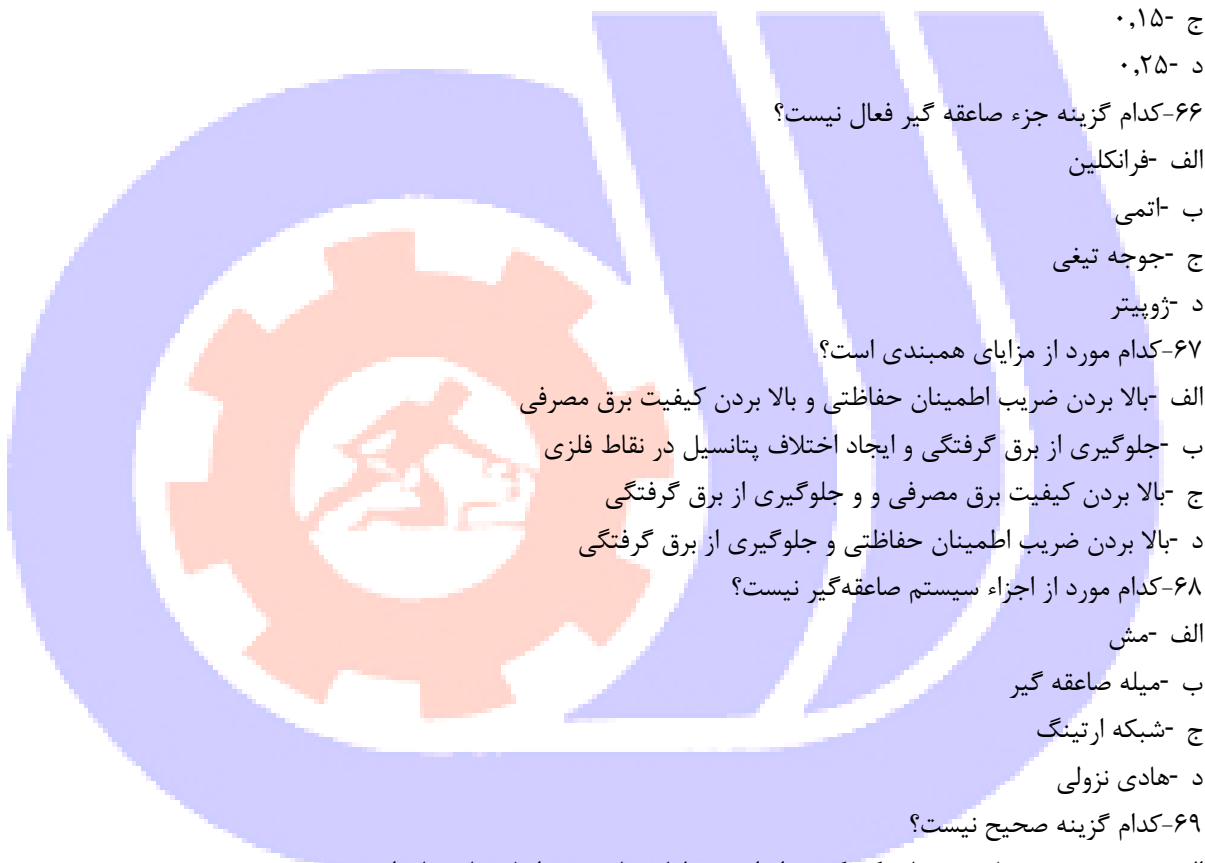 ج -۰,۱۵
د -۰,۲۵
۶۶-کدام گزینه جزء صاعقه گیر فعال نیست؟
الف -فرانکلین
ب -اتمی
ج -جوجه تیغی
د -ژوپیتر
۶۷-کدام مورد از مزایای همبندی است؟
الف -بالا بردن ضریب اطمینان حفاظتی و بالا بردن کیفیت برق مصرفی
ب -جلوگیری از برق گرفتگی و ایجاد اختلاف پتانسیل در نقاط فلزی
ج -بالا بردن کیفیت برق مصرفی و و جلوگیری از برق گرفتگی
د -بالا بردن ضریب اطمینان حفاظتی و جلوگیری از برق گرفتگی
۶۸-کدام مورد از اجزاء سیستم صاعقه‌گیر نیست؟
الف -مش
ب -میله صاعقه گیر
ج -شبکه ارتینگ
د -هادی نزولی
۶۹-کدام گزینه صحیح نیست؟